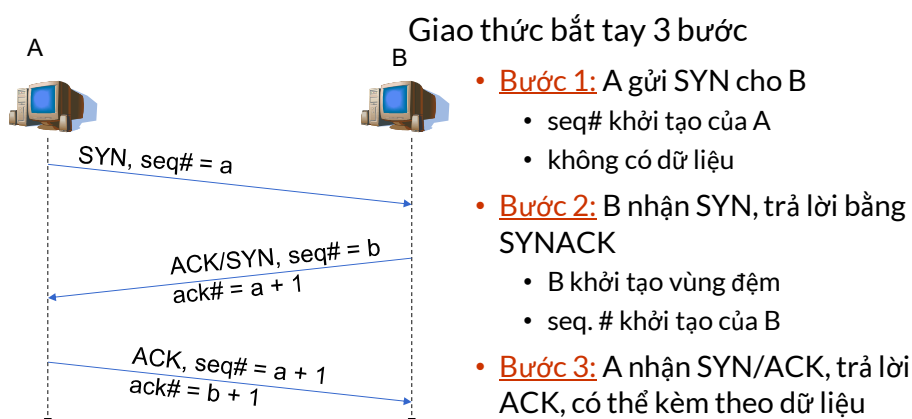 Giao thức bắt tay 3 bước
A
B
SYN, seq# = a
ACK/SYN, seq# = b
ack# = a + 1
ACK, seq# = a + 1
ack# = b + 1
• Bước 1: A gửi SYN cho B
• seq# khởi tạo của A
• không có dữ liệu
• Bước 2: B nhận SYN, trả lời bằng
SYNACK
• B khởi tạo vùng đệm
• seq. # khởi tạo của B
• Bước 3: A nhận SYN/ACK, trả lời
ACK, có thể kèm theo dữ liệu